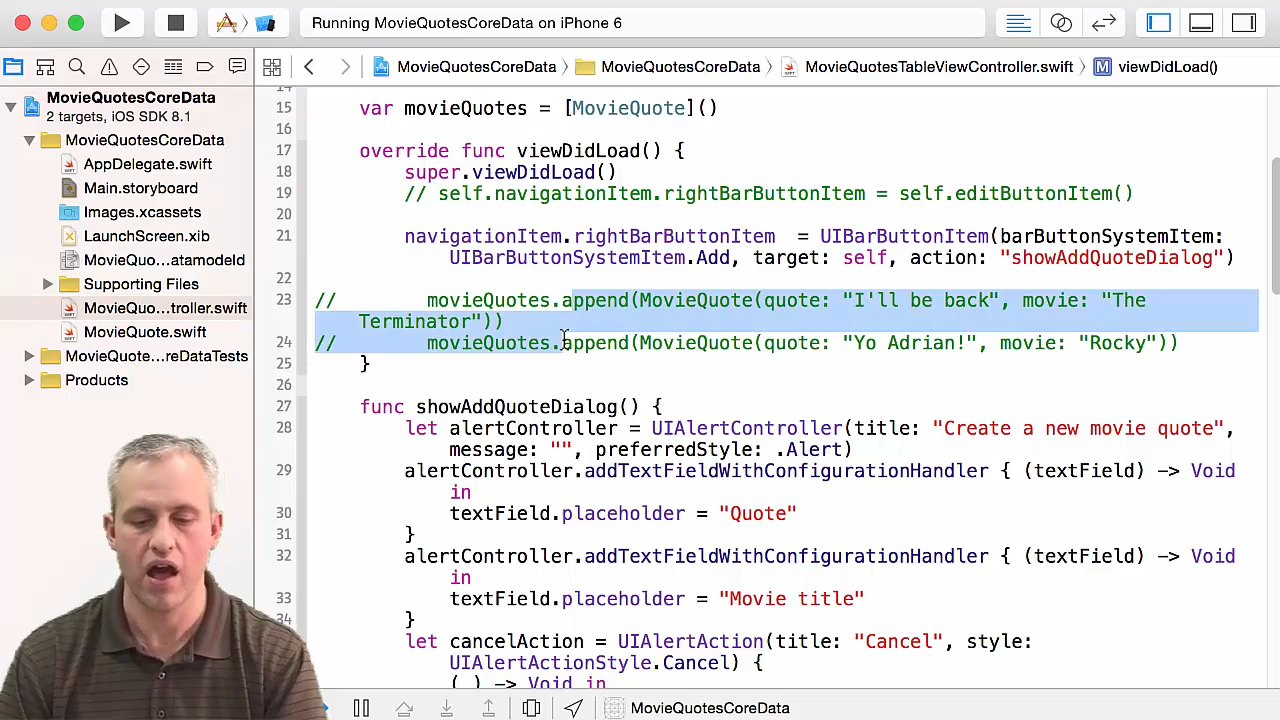 Running MovieQuotesCoreData on iPhone 6
MovieQuotesCoreData MovieQuotesCoreData MovieQuotesTableViewController.swift M viewDidLoad()
MovieQuotesCoreData
2 targets, iOS SDK 8.1
MovieQuotesCoreData
AppDelegate.swift
Main.storyboard
Images.xcassets
LaunchScreen.xib
MovieQuo...atamodeld
Supporting Files
MovieQuo...troller.swift
MovieQuote.swift
MovieQuote...reDataTests
Products
14
15 var movieQuotes = [MovieQuote]()
16
17 override func viewDidLoad() {
18 super.viewDidLoad()
19 // self.navigationItem.rightBarButtonItem = self.editButtonItem()
20
21 navigationItem.rightBarButtonItem = UIBarButtonItem(barButtonSystemItem:
UIBarButtonSystemItem.Add, target: self, action: "showAddQuoteDialog")
22
23 // movieQuotes.append(MovieQuote(quote: "I'll be back", movie: "The
Terminator"))
24 // movieQuotes.append(MovieQuote(quote: "Yo Adrian!", movie: "Rocky"))
25 }
26
27 func showAddQuoteDialog() {
28 let alertController = UIAlertController(title: "Create a new movie quote",
message: "", preferredStyle: .Alert)
29 alertController.addTextFieldWithConfigurationHandler { (textField) -> Void
in
30 textField.placeholder = "Quote"
31 }
32 alertController.addTextFieldWithConfigurationHandler { (textField) -> Void
in
33 textField.placeholder = "Movie title"
34 }
let cancelAction = UIAlertAction(title: "Cancel", style:
UIAlertActionStyle.Cancel) {
(_) -> Void in
MovieQuotesCoreData